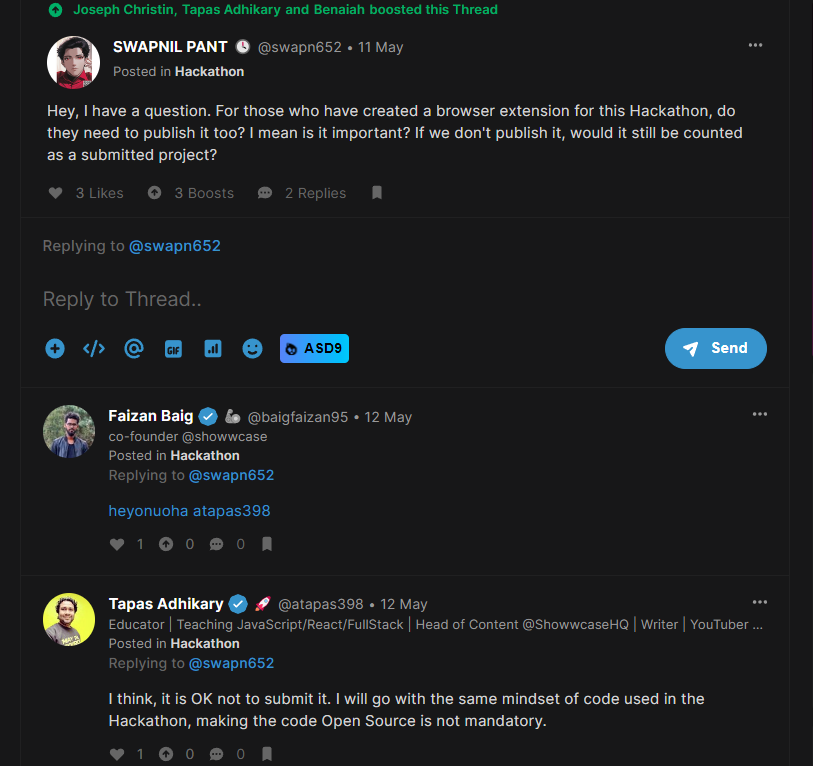 Joseph Christin, Tapas Adhikary and Benaiah boosted this Thread
SWAPNIL PANT @swapn652 • 11 May
Posted in Hackathon
Hey, I have a question. For those who have created a browser extension for this Hackathon, do
they need to publish it too? I mean is it important? If we don't publish it, would it still be counted
as a submitted project?
3 Likes 3 Boosts 2 Replies
Replying to @swapn652
Reply to Thread..
GIF ASD9 Send
Faizan Baig @baigfaizan95 • 12 May
co-founder @showwcase
Posted in Hackathon
Replying to @swapn652
heyonuoha atapas398
1 0 0
Tapas Adhikary @atapas398 • 12 May
Educator | Teaching JavaScript/React/FullStack | Head of Content @ShowwcaseHQ | Writer | YouTuber ...
Posted in Hackathon
Replying to @swapn652
I think, it is OK not to submit it. I will go with the same mindset of code used in the
Hackathon, making the code Open Source is not mandatory.
1 0 0